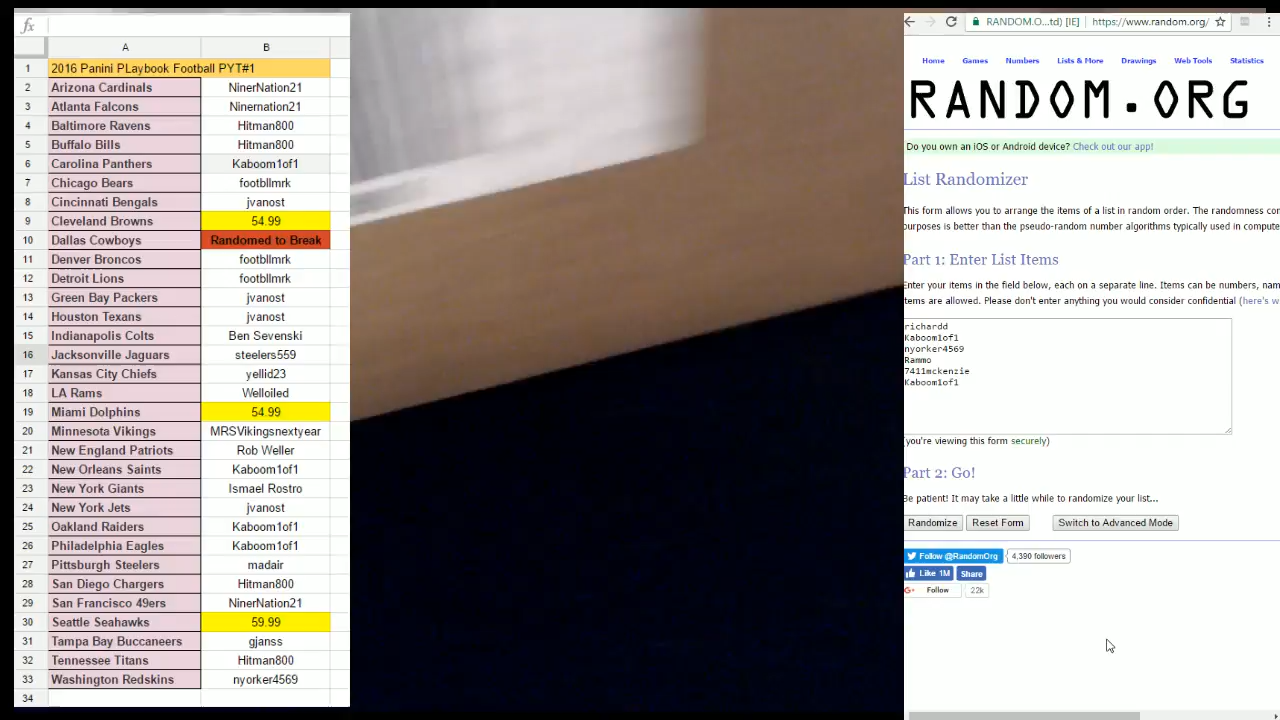 fx
A B
1 2016 Panini PLaybook Football PYT#1
2 Arizona Cardinals NinerNation21
3 Atlanta Falcons Ninernation21
4 Baltimore Ravens Hitman800
5 Buffalo Bills Hitman800
6 Carolina Panthers Kaboom1of1
7 Chicago Bears footbllmrk
8 Cincinnati Bengals jvanost
9 Cleveland Browns 54.99
10 Dallas Cowboys Randomed to Break
11 Denver Broncos footbllmrk
12 Detroit Lions footbllmrk
13 Green Bay Packers jvanost
14 Houston Texans jvanost
15 Indianapolis Colts Ben Sevenski
16 Jacksonville Jaguars steelers559
17 Kansas City Chiefs yellid23
18 LA Rams Welloiled
19 Miami Dolphins 54.99
20 Minnesota Vikings MRSVikingsnextyear
21 New England Patriots Rob Weller
22 New Orleans Saints Kaboom1of1
23 New York Giants Ismael Rostro
24 New York Jets jvanost
25 Oakland Raiders Kaboom1of1
26 Philadelphia Eagles Kaboom1of1
27 Pittsburgh Steelers madair
28 San Diego Chargers Hitman800
29 San Francisco 49ers NinerNation21
30 Seattle Seahawks 59.99
31 Tampa Bay Buccaneers gjanss
32 Tennessee Titans Hitman800
33 Washington Redskins nyorker4569
34
RANDOM.O...td) [IE] https://www.random.org/
Home Games Numbers Lists & More Drawings Web Tools Statistics
RANDOM.ORG
Do you own an iOS or Android device? Check out our app!
List Randomizer
This form allows you to arrange the items of a list in random order. The randomness con
purposes is better than the pseudo-random number algorithms typically used in compute
Part 1: Enter List Items
Enter your items in the field below, each on a separate line. Items can be numbers, nam
items are allowed. Please don't enter anything you would consider confidential (here's w
richardd
Kaboom1of1
nyorker4569
Rammo
7411mckenzie
Kaboom1of1
(you're viewing this form securely)
Part 2: Go!
Be patient! It may take a little while to randomize your list...
Randomize Reset Form Switch to Advanced Mode
Follow @RandomOrg 4,390 followers
Like 1M Share
G+ Follow 22k